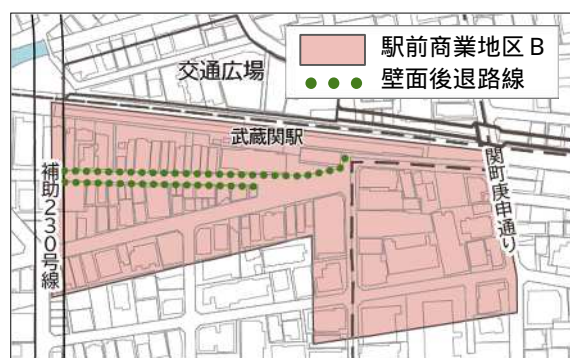 駅前商業地区B
壁面後退路線
交通広場
武蔵関駅
補助230号線
関町庚申通り